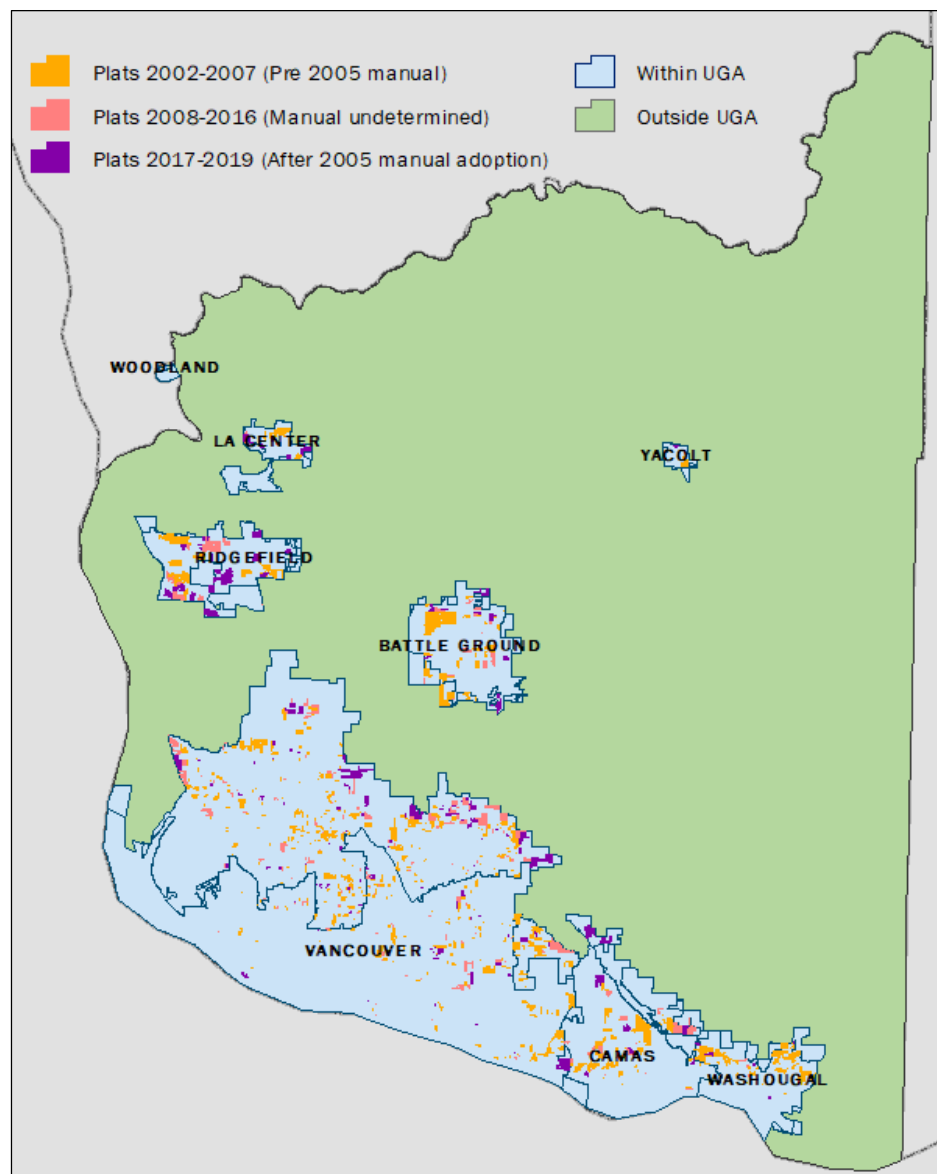 Plats 2002-2007 (Pre 2005 manual)
Plats 2008-2016 (Manual undetermined)
Plats 2017-2019 (After 2005 manual adoption)
Within UGA
Outside UGA
WOODLAND
LA CENTER
YACOLT
RIDGEFIELD
BATTLE GROUND
VANCOUVER
CAMAS
WASHOUGAL